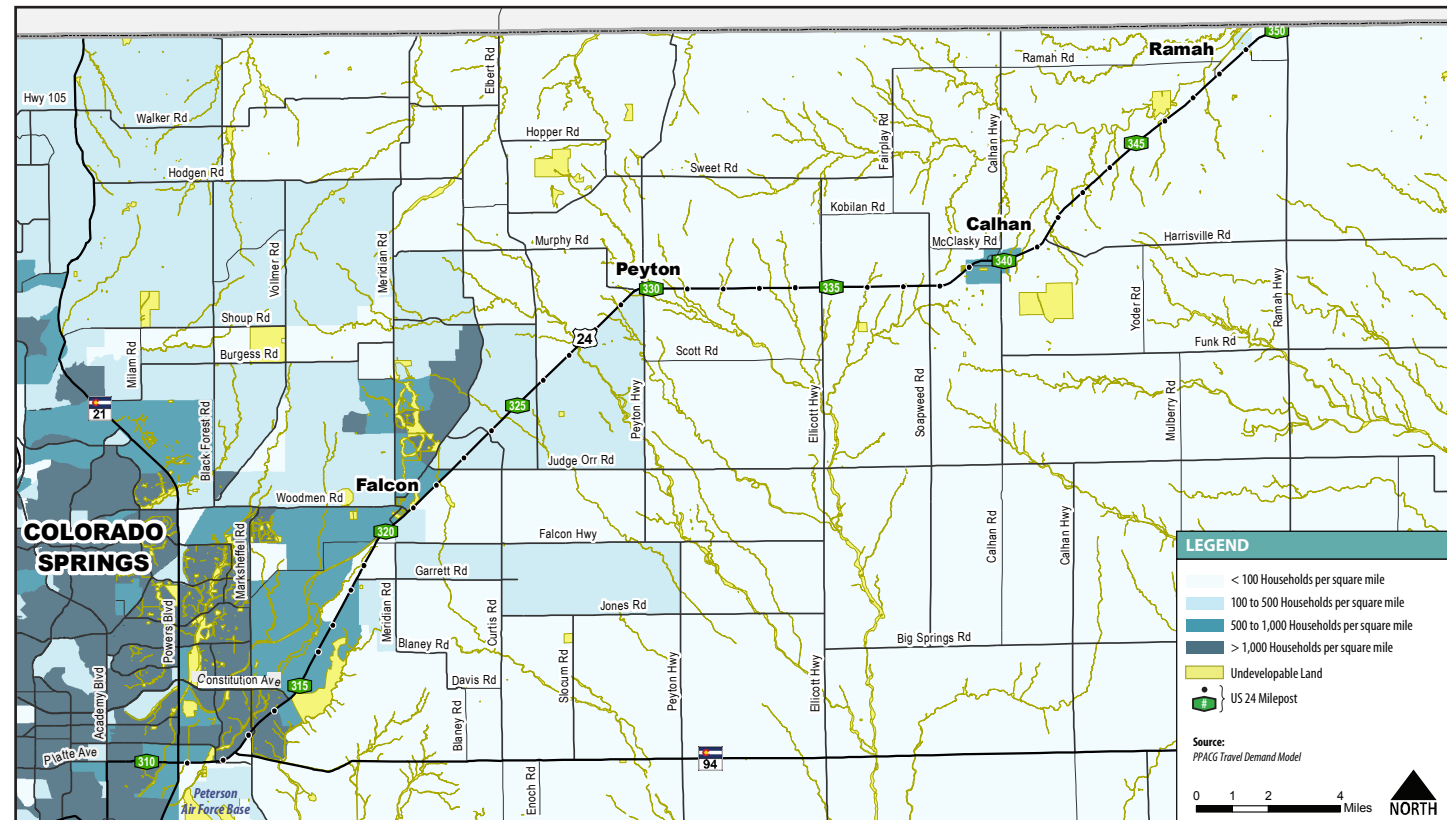 Ramah
350
Ramah Rd
Elbert Rd
Hwy 105
Walker Rd
Hopper Rd
Fairplay Rd
Calhan Hwy
345
Hodgen Rd
Sweet Rd
Kobilan Rd
Calhan
McClasky Rd
Harrisville Rd
340
Murphy Rd
Peyton
330
335
Vollmer Rd
Meridian Rd
Yoder Rd
Ramah Hwy
Shoup Rd
24
Funk Rd
Milam Rd
Burgess Rd
Scott Rd
21
325
Peyton Hwy
Ellicott Hwy
Soapweed Rd
Mulberry Rd
Black Forest Rd
Judge Orr Rd
Falcon
Woodmen Rd
320
Falcon Hwy
COLORADO
SPRINGS
Marksheffel Rd
Calhan Rd
Calhan Hwy
Garrett Rd
Jones Rd
Powers Blvd
Meridian Rd
Curtis Rd
Blaney Rd
Big Springs Rd
Constitution Ave
315
Davis Rd
Slocum Rd
Peyton Hwy
Ellicott Hwy
Academy Blvd
Blaney Rd
Platte Ave
310
94
Peterson
Air Force Base
Enoch Rd
LEGEND
< 100 Households per square mile
100 to 500 Households per square mile
500 to 1,000 Households per square mile
> 1,000 Households per square mile
Undevelopable Land
#
US 24 Milepost
Source:
PPACG Travel Demand Model
0 1 2 4
Miles
NORTH